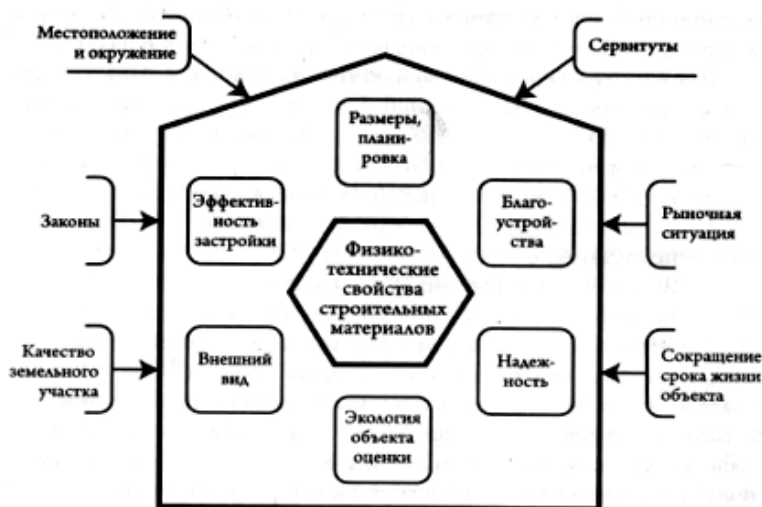 Местоположение
и окружение
Сервитуты
Размеры,
плани-
ровка
Эффектив-
ность
застройки
Благо-
устрой-
ства
Законы
Рыночная
ситуация
Физико-
технические
свойства
строительных
материалов
Качество
земельного
участка
Внешний
вид
Надеж-
ность
Сокращение
срока жизни
объекта
Экология
объекта
оценки